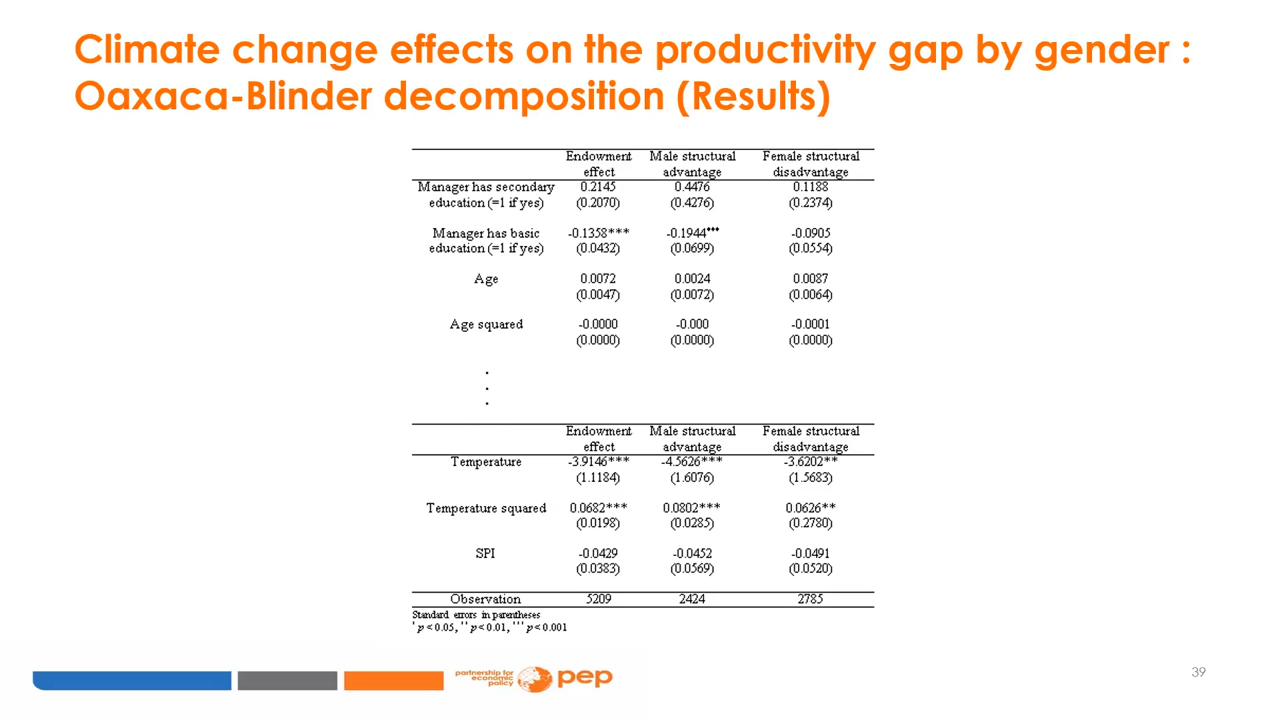 Climate change effects on the productivity gap by gender :
Oaxaca-Blinder decomposition (Results)
Endowment effect Male structural advantage Female structural disadvantage
Manager has secondary 0.2145 0.4476 0.1188
education (=1 if yes) (0.2070) (0.4276) (0.2374)
Manager has basic -0.1358*** -0.1944*** -0.0905
education (=1 if yes) (0.0432) (0.0699) (0.0554)
Age 0.0072 0.0024 0.0087
(0.0047) (0.0072) (0.0064)
Age squared -0.0000 -0.000 -0.0001
(0.0000) (0.0000) (0.0000)
.
.
.
Endowment effect Male structural advantage Female structural disadvantage
Temperature -3.9146*** -4.5626*** -3.6202**
(1.1184) (1.6076) (1.5683)
Temperature squared 0.0682*** 0.0802*** 0.0626**
(0.0198) (0.0285) (0.2780)
SPI -0.0429 -0.0452 -0.0491
(0.0383) (0.0569) (0.0520)
Observation 5209 2424 2785
Standard errors in parentheses
* p < 0.05, ** p < 0.01, *** p < 0.001
partnership for
economic
policy
pep
39